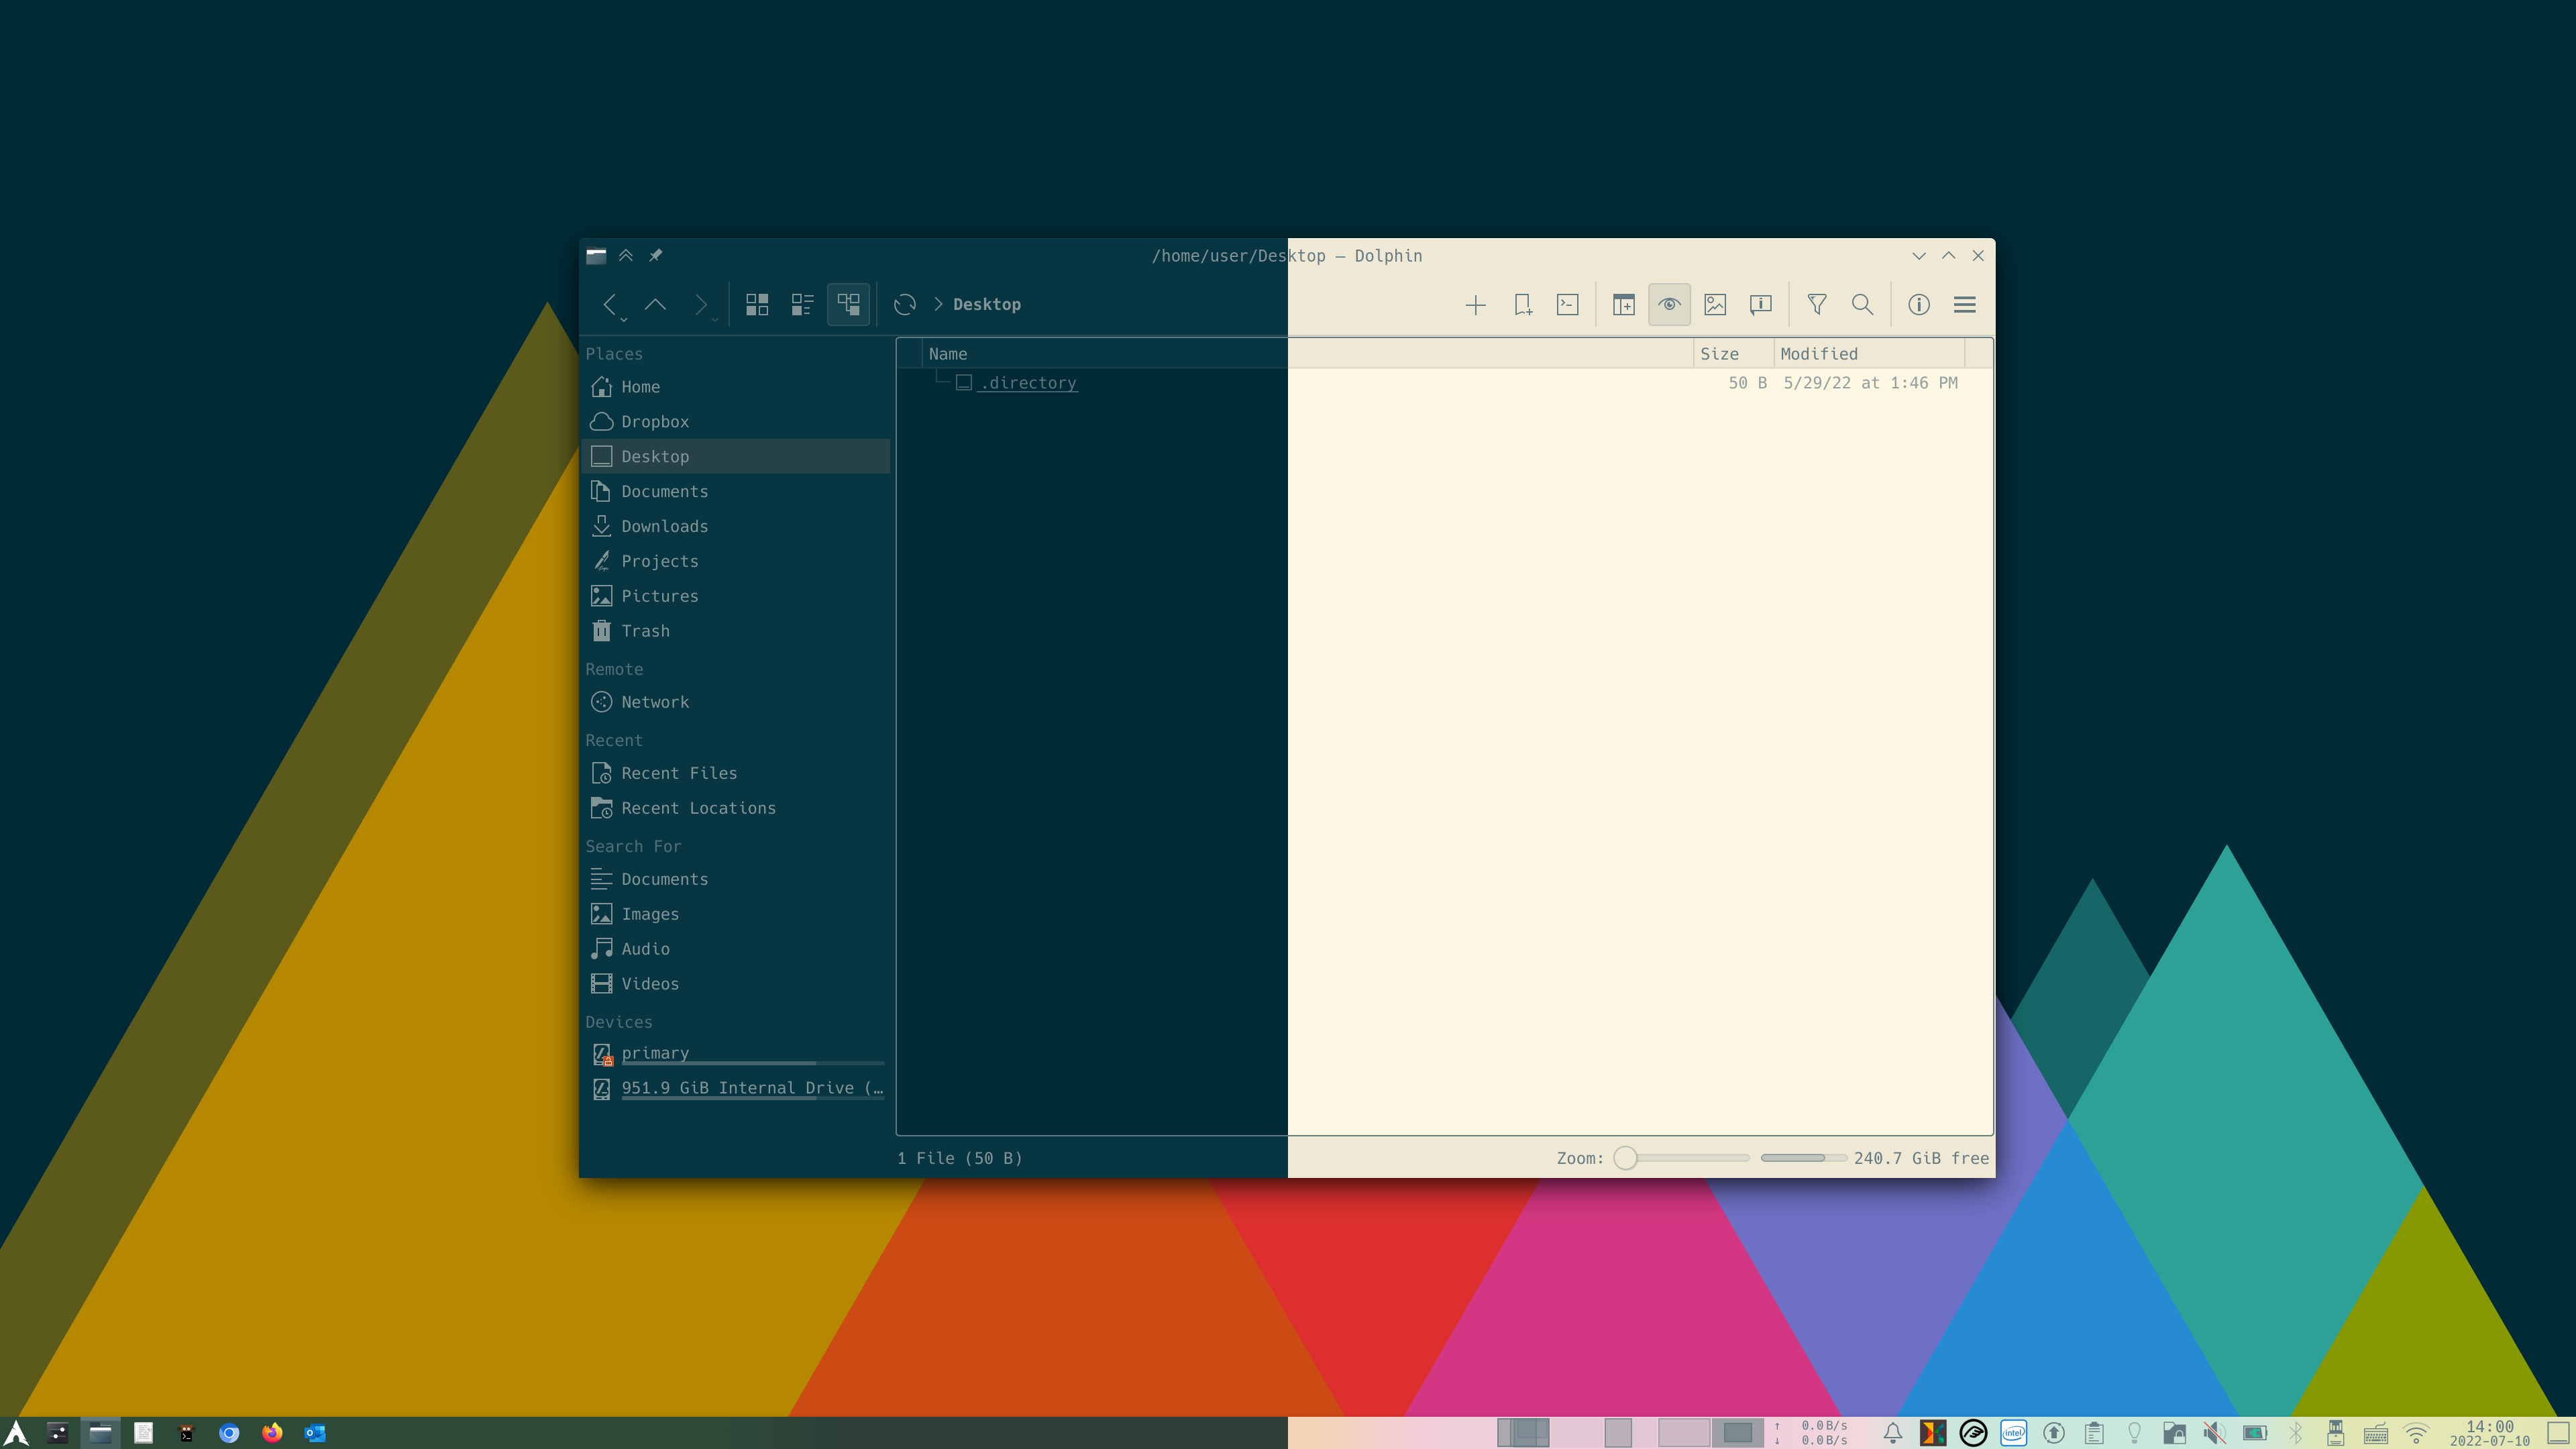 /home/user/Desktop — Dolphin
Desktop
Places
Home
Dropbox
Desktop
Documents
Downloads
Projects
Pictures
Trash
Remote
Network
Recent
Recent Files
Recent Locations
Search For
Documents
Images
Audio
Videos
Devices
primary
951.9 GiB Internal Drive (…
Name Size Modified
.directory 50 B 5/29/22 at 1:46 PM
1 File (50 B) Zoom: 240.7 GiB free
↑ 0.0B/s
↓ 0.0B/s
intel
14:00
2022-07-10